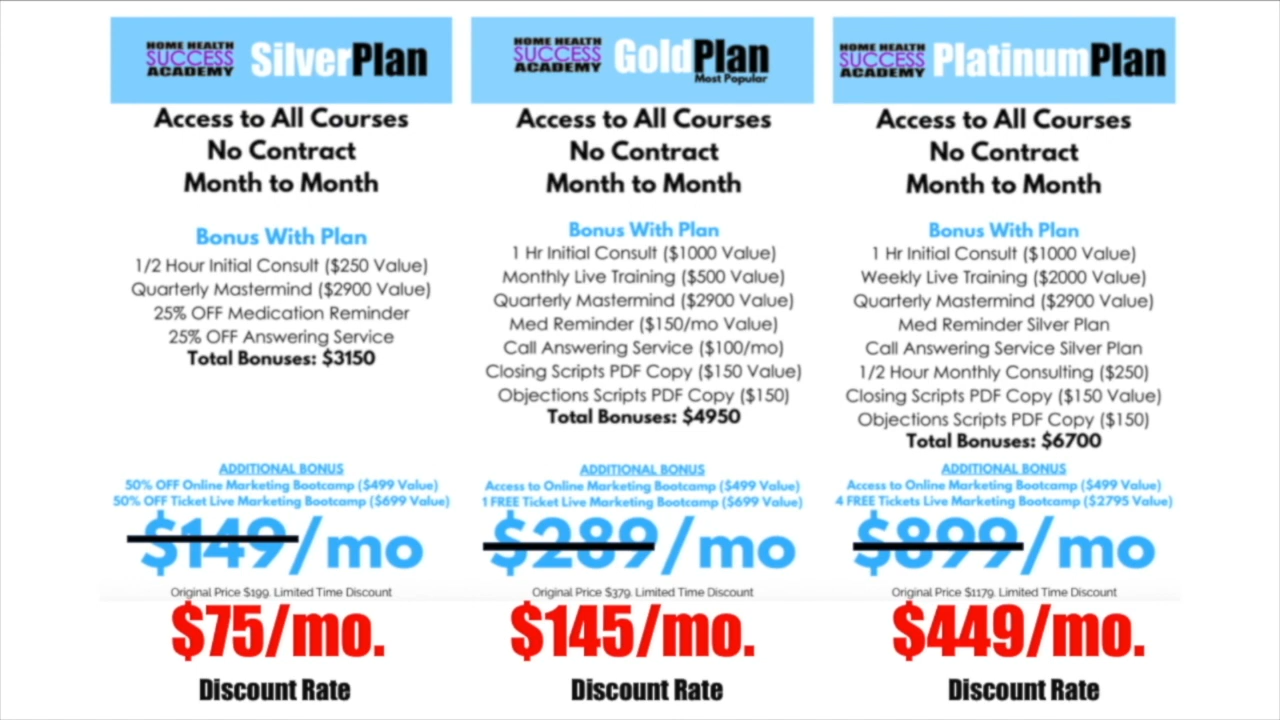 HOME HEALTH
SUCCESS
ACADEMY
SilverPlan
Access to All Courses
No Contract
Month to Month
Bonus With Plan
1/2 Hour Initial Consult ($250 Value)
Quarterly Mastermind ($2900 Value)
25% OFF Medication Reminder
25% OFF Answering Service
Total Bonuses: $3150
ADDITIONAL BONUS
50% OFF Online Marketing Bootcamp ($499 Value)
50% OFF Ticket Live Marketing Bootcamp ($699 Value)
$149/mo
Original Price $199. Limited Time Discount
$75/mo.
Discount Rate
HOME HEALTH
SUCCESS
ACADEMY
GoldPlan
Most Popular
Access to All Courses
No Contract
Month to Month
Bonus With Plan
1 Hr Initial Consult ($1000 Value)
Monthly Live Training ($500 Value)
Quarterly Mastermind ($2900 Value)
Med Reminder ($150/mo Value)
Call Answering Service ($100/mo)
Closing Scripts PDF Copy ($150 Value)
Objections Scripts PDF Copy ($150)
Total Bonuses: $4950
ADDITIONAL BONUS
Access to Online Marketing Bootcamp ($499 Value)
1 FREE Ticket Live Marketing Bootcamp ($699 Value)
$289/mo
Original Price $379. Limited Time Discount
$145/mo.
Discount Rate
HOME HEALTH
SUCCESS
ACADEMY
PlatinumPlan
Access to All Courses
No Contract
Month to Month
Bonus With Plan
1 Hr Initial Consult ($1000 Value)
Weekly Live Training ($2000 Value)
Quarterly Mastermind ($2900 Value)
Med Reminder Silver Plan
Call Answering Service Silver Plan
1/2 Hour Monthly Consulting ($250)
Closing Scripts PDF Copy ($150 Value)
Objections Scripts PDF Copy ($150)
Total Bonuses: $6700
ADDITIONAL BONUS
Access to Online Marketing Bootcamp ($499 Value)
4 FREE Tickets Live Marketing Bootcamp ($2795 Value)
$899/mo
Original Price $1179. Limited Time Discount
$449/mo.
Discount Rate